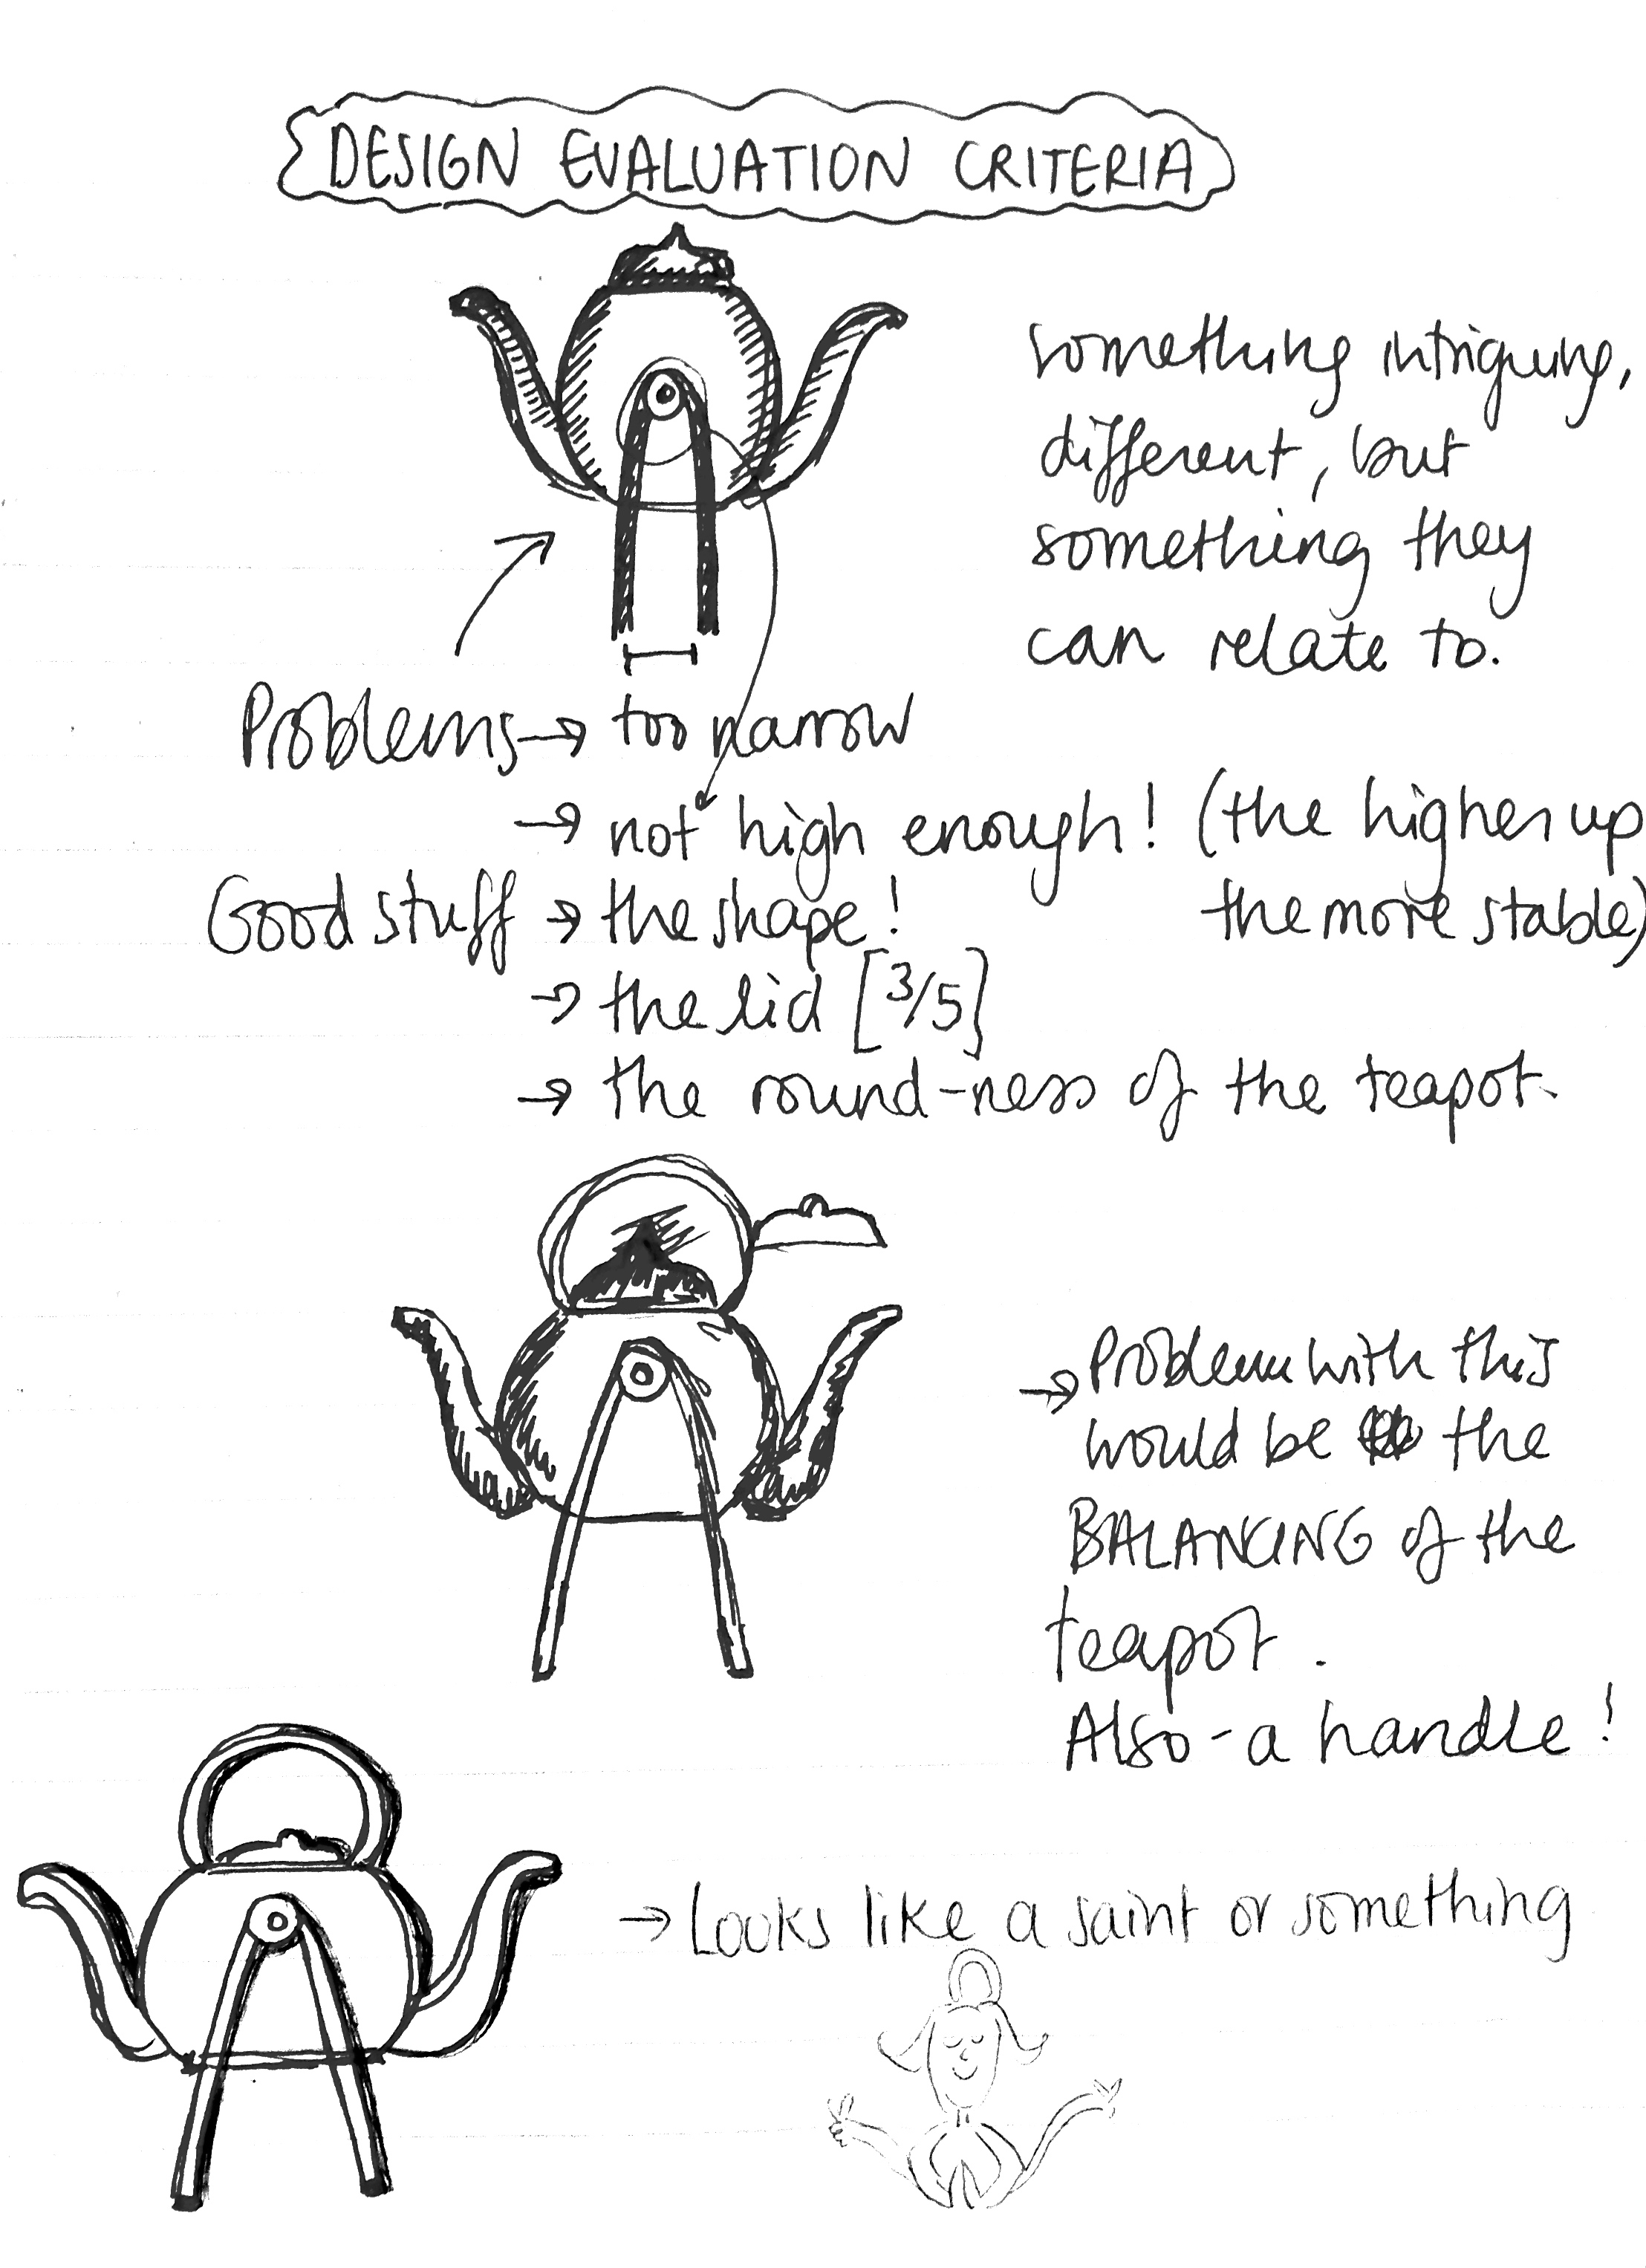 DESIGN EVALUATION CRITERIA
something intriguing,
different, but
something they
can relate to.
Problems → too narrow
→ not high enough! (the higher up
the more stable)
Good stuff → the shape!
→ the lid [3/5]
→ the round-ness of the teapot.
→ Problem with this
would be the
BALANCING of the
teapot.
Also - a handle!
→ Looks like a saint or something